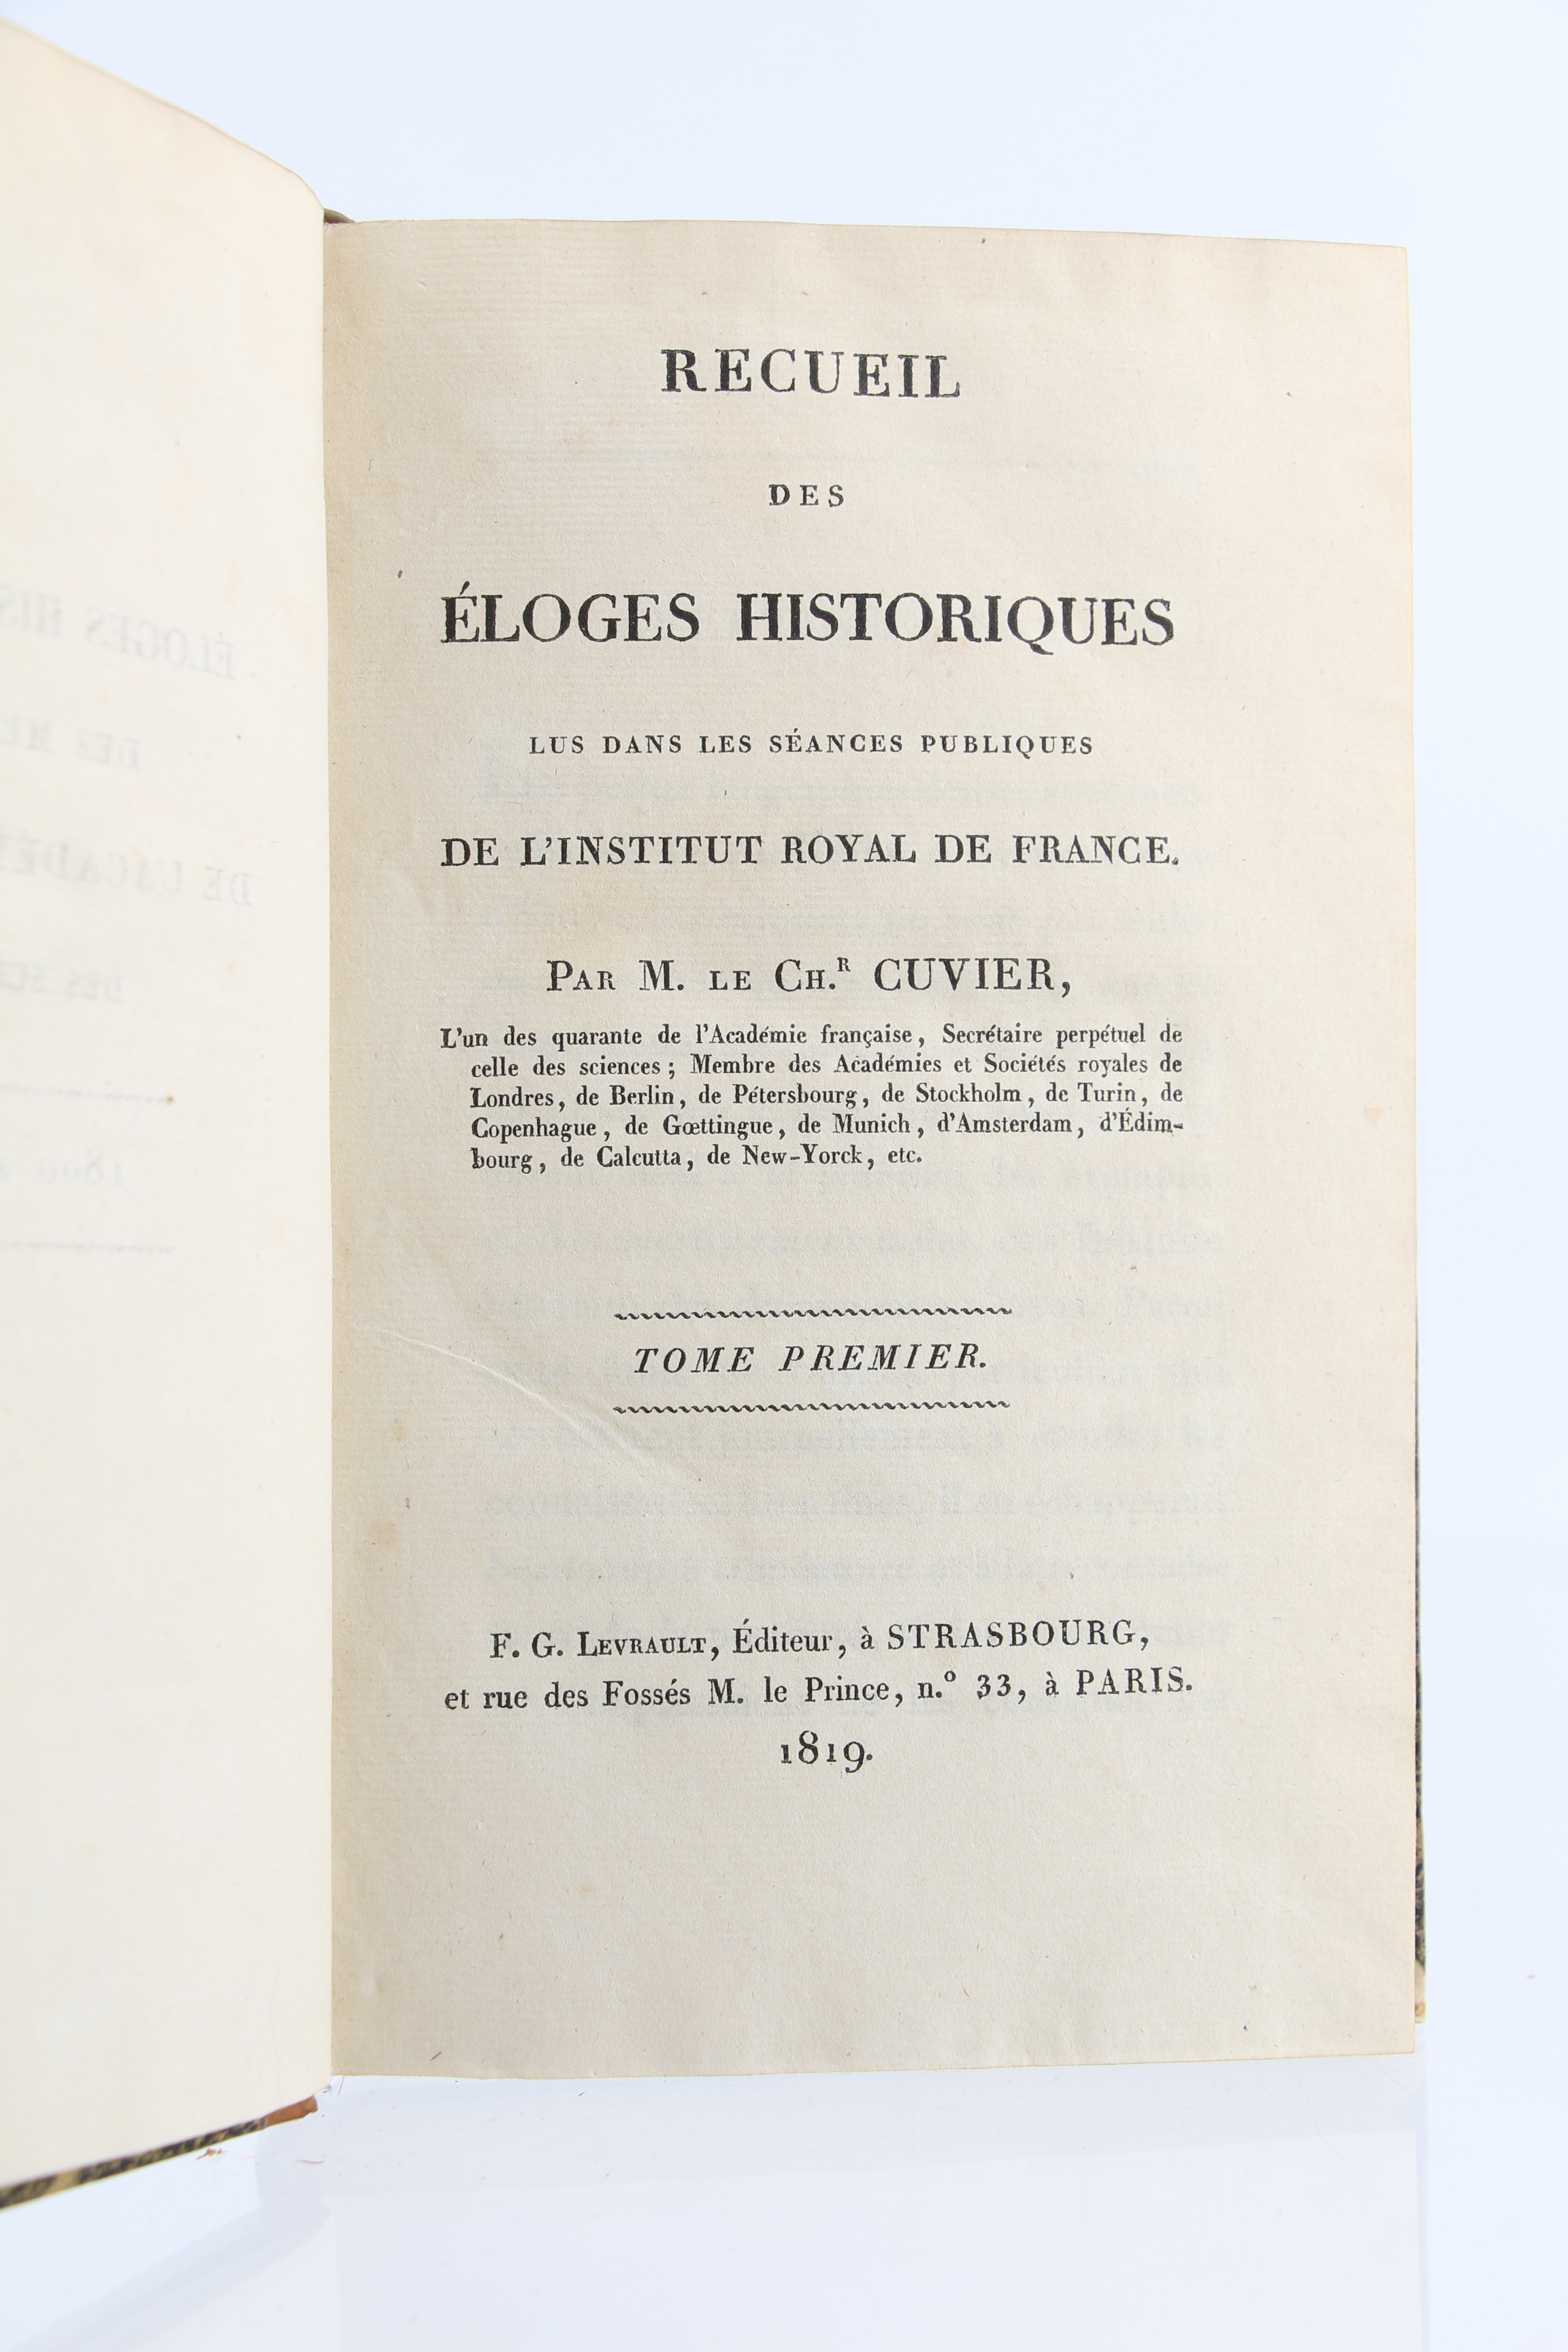 RECUEIL
DES
ÉLOGES HISTORIQUES
LUS DANS LES SÉANCES PUBLIQUES
DE L'INSTITUT ROYAL DE FRANCE.
PAR M. LE CH.R CUVIER,
L'un des quarante de l'Académie française, Secrétaire perpétuel de
celle des sciences; Membre des Académies et Sociétés royales de
Londres, de Berlin, de Pétersbourg, de Stockholm, de Turin, de
Copenhague, de Gœttingue, de Munich, d'Amsterdam, d'Édim-
bourg, de Calcutta, de New-Yorck, etc.
TOME PREMIER.
F. G. LEVRAULT, Éditeur, à STRASBOURG,
et rue des Fossés M. le Prince, n.º 33, à PARIS.
1819.